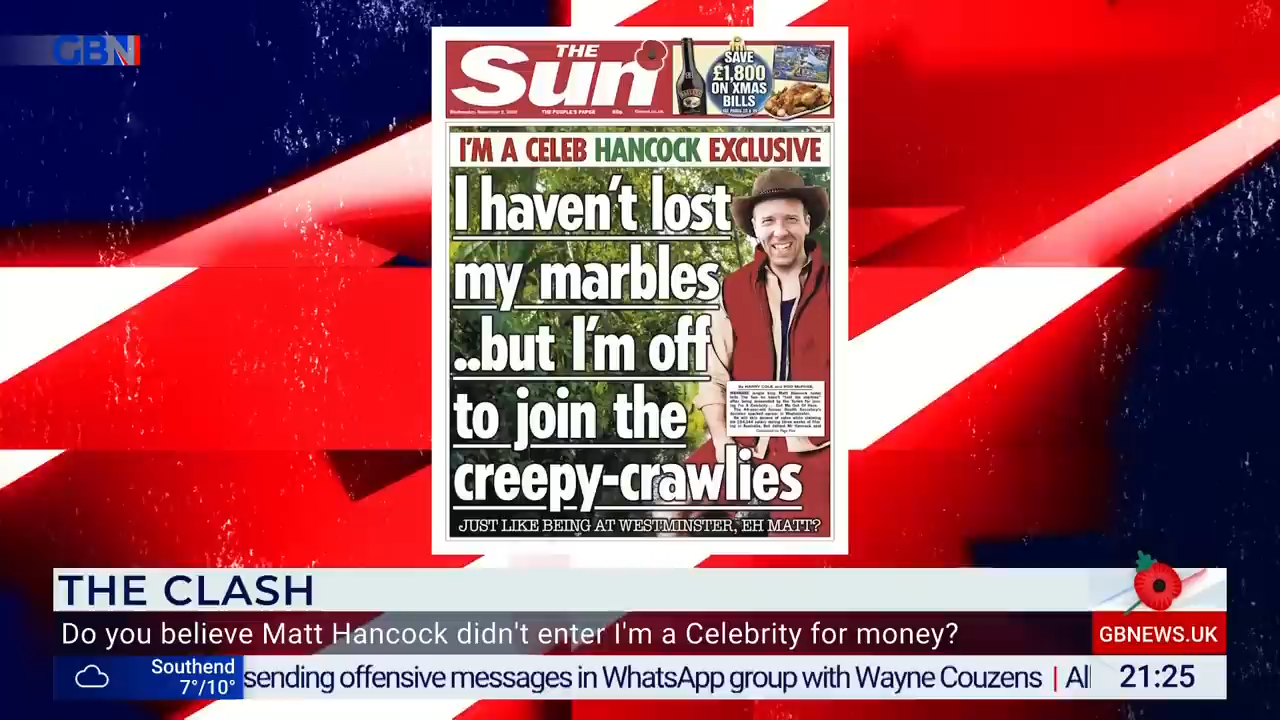 GBN
THE
Sun
SAVE
£1,800
ON XMAS
BILLS
THE PEOPLE'S PAPER
I'M A CELEB HANCOCK EXCLUSIVE
I haven't lost
my marbles
..but I'm off
to join the
creepy-crawlies
JUST LIKE BEING AT WESTMINSTER, EH MATT?
THE CLASH
Do you believe Matt Hancock didn't enter I'm a Celebrity for money?
GBNEWS.UK
Southend
7°/10°
sending offensive messages in WhatsApp group with Wayne Couzens | Al
21:25